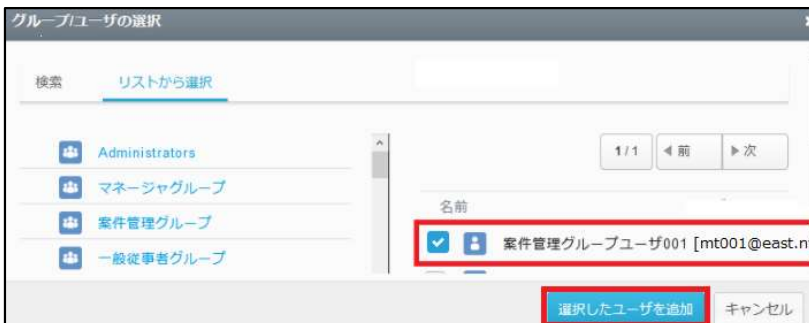 グループ/ユーザの選択
検索 リストから選択
Administrators
マネージャグループ
案件管理グループ
一般従事者グループ
1/1 ◀前 ▶次
名前
案件管理グループユーザ001 [mt001@east.n
選択したユーザを追加 キャンセル